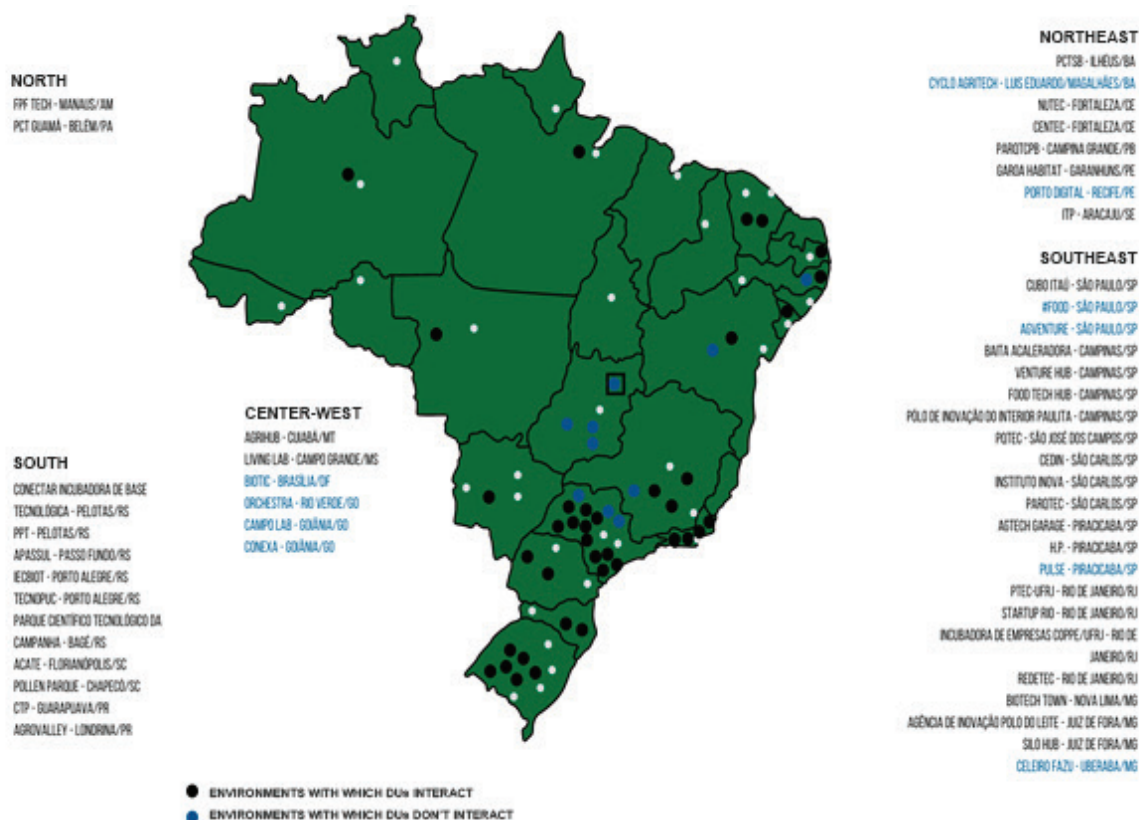 NORTH
FPF TECH - MANAUS/AM
PCT GUAMÁ - BELÉM/PA
CENTER-WEST
AGRIHUB - CUIABÁ/MT
LIVING LAB - CAMPO GRANDE/MS
BIOTIC - BRASÍLIA/DF
ORCHESTRA - RIO VERDE/GO
CAMPO LAB - GOIÂNIA/GO
CONEXA - GOIÂNIA/GO
SOUTH
CONECTAR INCUBADORA DE BASE
TECNOLÓGICA - PELOTAS/RS
PPT - PELOTAS/RS
APASSUL - PASSO FUNDO/RS
IECBIOT - PORTO ALEGRE/RS
TECNOPUC - PORTO ALEGRE/RS
PARQUE CIENTÍFICO TECNOLÓGICO DA
CAMPANHA - BAGÉ/RS
ACATE - FLORIANÓPOLIS/SC
POLLEN PARQUE - CHAPECÓ/SC
CTP - GUARAPUAVA/PR
AGROVALLEY - LONDRINA/PR
NORTHEAST
PCTSB - ILHÉUS/BA
CYCLO AGRITECH - LUIS EDUARDO/MAGALHÃES/BA
NUTEC - FORTALEZA/CE
CENTEC - FORTALEZA/CE
PARQTCPB - CAMPINA GRANDE/PB
GAROA HABITAT - GARANHUNS/PE
PORTO DIGITAL - RECIFE/PE
ITP - ARACAJU/SE
SOUTHEAST
CUBO ITAÚ - SÃO PAULO/SP
#FOOD - SÃO PAULO/SP
AGVENTURE - SÃO PAULO/SP
BAITA ACALERADORA - CAMPINAS/SP
VENTURE HUB - CAMPINAS/SP
FOOD TECH HUB - CAMPINAS/SP
PÓLO DE INOVAÇÃO DO INTERIOR PAULITA - CAMPINAS/SP
PQTEC - SÃO JOSÉ DOS CAMPOS/SP
CEDIN - SÃO CARLOS/SP
INSTITUTO INOVA - SÃO CARLOS/SP
PARQTEC - SÃO CARLOS/SP
AGTECH GARAGE - PIRACICABA/SP
H.P. - PIRACICABA/SP
PULSE - PIRACICABA/SP
PTEC-UFRJ - RIO DE JANEIRO/RJ
STARTUP RIO - RIO DE JANEIRO/RJ
INCUBADORA DE EMPRESAS COPPE/UFRJ - RIO DE
JANEIRO/RJ
REDETEC - RIO DE JANEIRO/RJ
BIOTECH TOWN - NOVA LIMA/MG
AGÊNCIA DE INOVAÇÃO POLO DO LEITE - JUIZ DE FORA/MG
SILO HUB - JUIZ DE FORA/MG
CELEIRO FAZU - UBERABA/MG
ENVIRONMENTS WITH WHICH DUs INTERACT
ENVIRONMENTS WITH WHICH DUs DON'T INTERACT